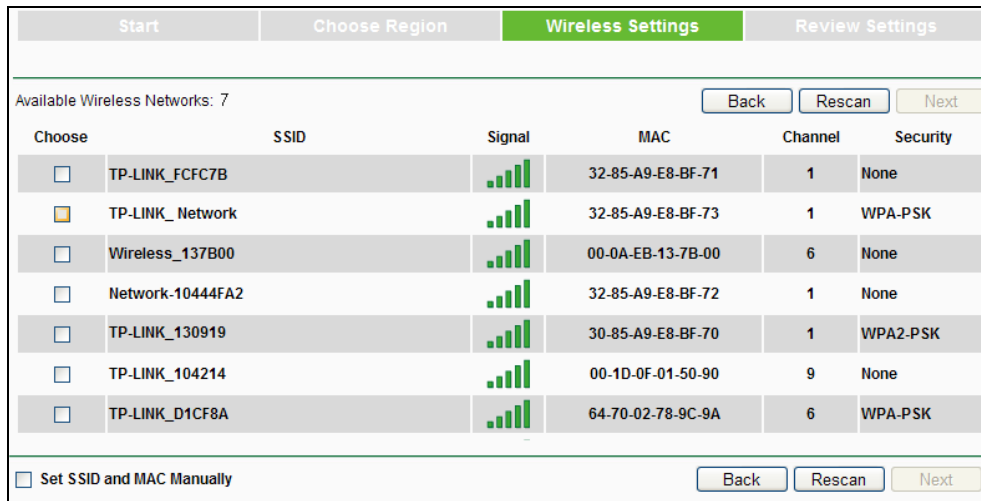 Start Choose Region Wireless Settings Review Settings
Available Wireless Networks: 7 Back Rescan Next
Choose SSID Signal MAC Channel Security
TP-LINK_FCFC7B 32-85-A9-E8-BF-71 1 None
TP-LINK_ Network 32-85-A9-E8-BF-73 1 WPA-PSK
Wireless_137B00 00-0A-EB-13-7B-00 6 None
Network-10444FA2 32-85-A9-E8-BF-72 1 None
TP-LINK_130919 30-85-A9-E8-BF-70 1 WPA2-PSK
TP-LINK_104214 00-1D-0F-01-50-90 9 None
TP-LINK_D1CF8A 64-70-02-78-9C-9A 6 WPA-PSK
Set SSID and MAC Manually Back Rescan Next